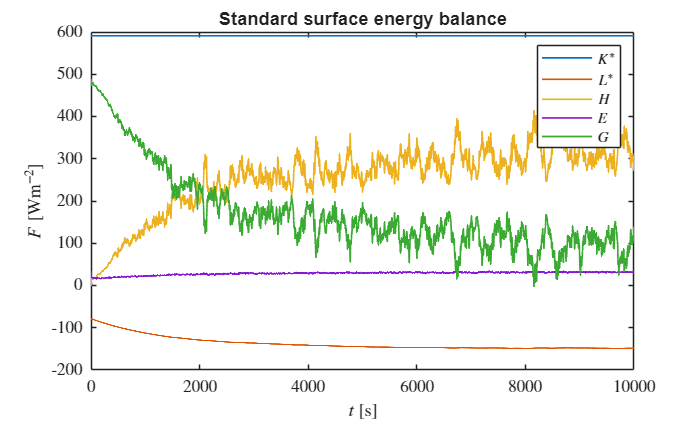 Standard surface energy balance
F [Wm⁻²]
600
500
400
300
200
100
0
-100
-200
K*
L*
H
E
G
0 2000 4000 6000 8000 10000
t [s]